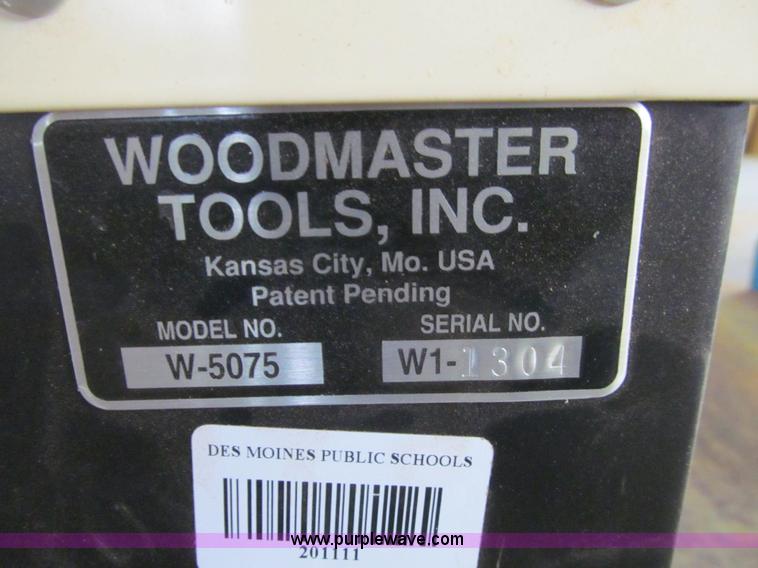 WOODMASTER
TOOLS, INC.
Kansas City, Mo. USA
Patent Pending
MODEL NO. SERIAL NO.
W-5075 W1-1304
DES MOINES PUBLIC SCHOOLS
201111
www.purplewave.com